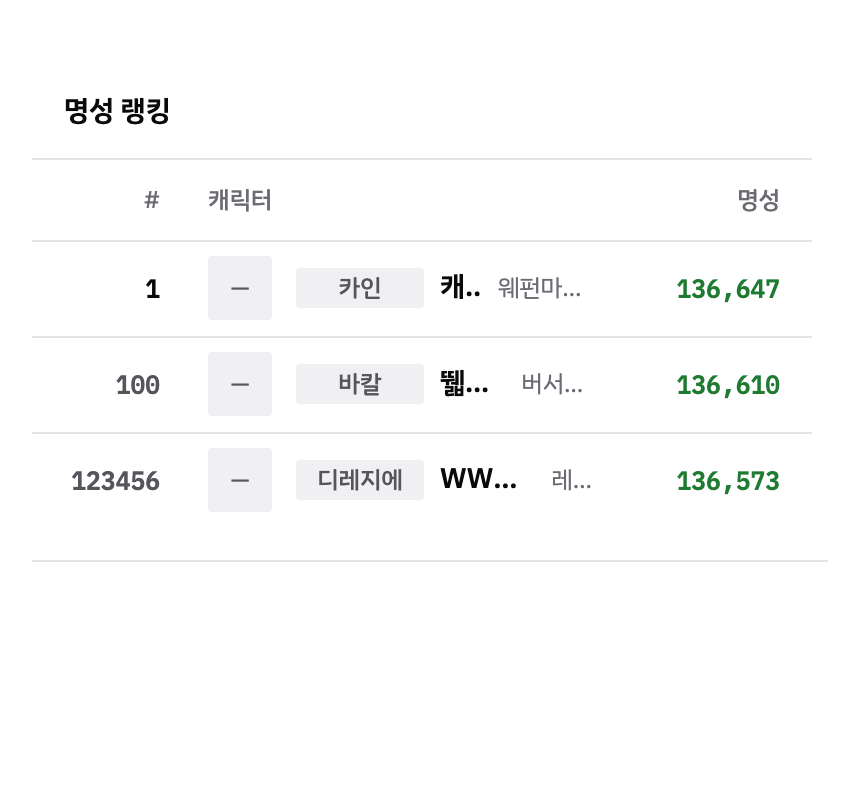 명성 랭킹
# 캐릭터 명성
1 — 카인 캐.. 웨펀마... 136,647
100 — 바칼 뛟... 버서... 136,610
123456 — 디레지에 WW... 레... 136,573